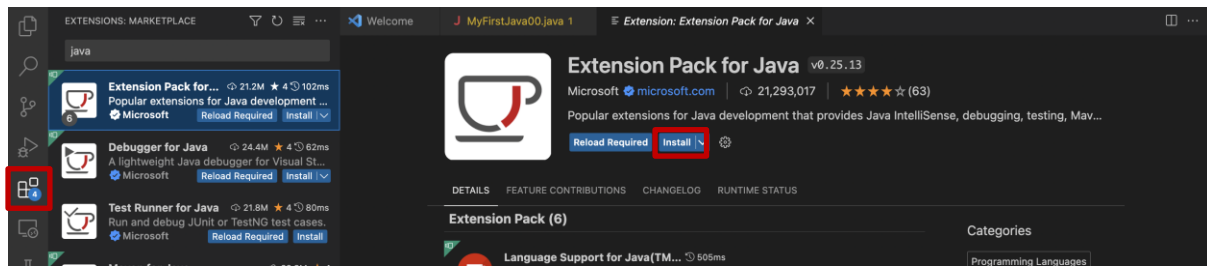 EXTENSIONS: MARKETPLACE
java
Extension Pack for... 21.2M ★ 4 102ms
Popular extensions for Java development ...
Microsoft Reload Required Install
6
Debugger for Java 24.4M ★ 4 62ms
A lightweight Java debugger for Visual St...
Microsoft Reload Required Install
Test Runner for Java 21.8M ★ 4 80ms
Run and debug JUnit or TestNG test cases.
Microsoft Reload Required Install
4
Welcome J MyFirstJava00.java 1 Extension: Extension Pack for Java ×
Extension Pack for Java v0.25.13
Microsoft microsoft.com 21,293,017 ★★★★☆ (63)
Popular extensions for Java development that provides Java IntelliSense, debugging, testing, Mav...
Reload Required Install
DETAILS FEATURE CONTRIBUTIONS CHANGELOG RUNTIME STATUS
Extension Pack (6)
Language Support for Java(TM... 505ms
Categories
Programming Languages